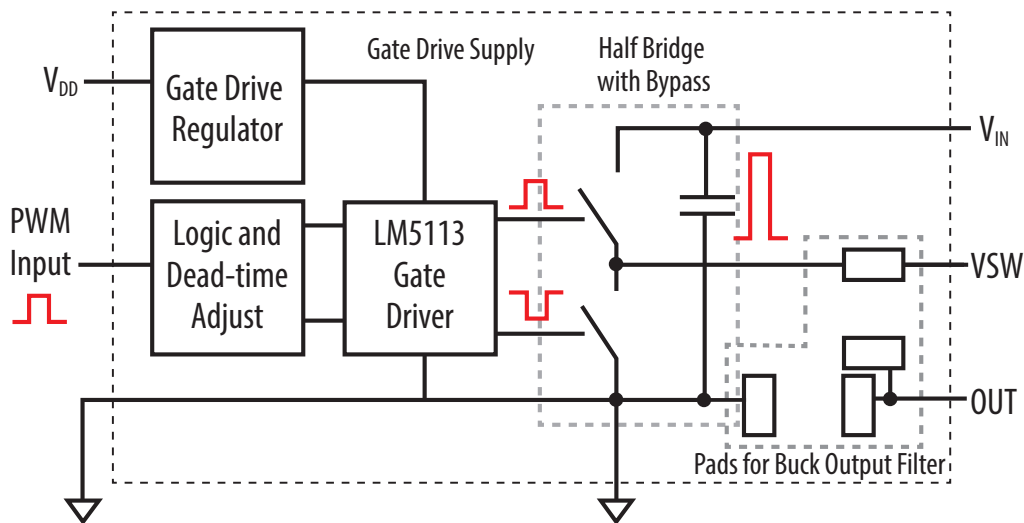 Gate Drive Supply
Half Bridge
with Bypass
VDD
Gate Drive
Regulator
VIN
PWM
Input
Logic and
Dead-time
Adjust
LM5113
Gate
Driver
VSW
OUT
Pads for Buck Output Filter